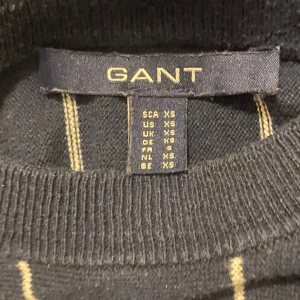 GANT
SCA XS
US XS
UK XS
DE XS
FR S
NL XS
BE XS